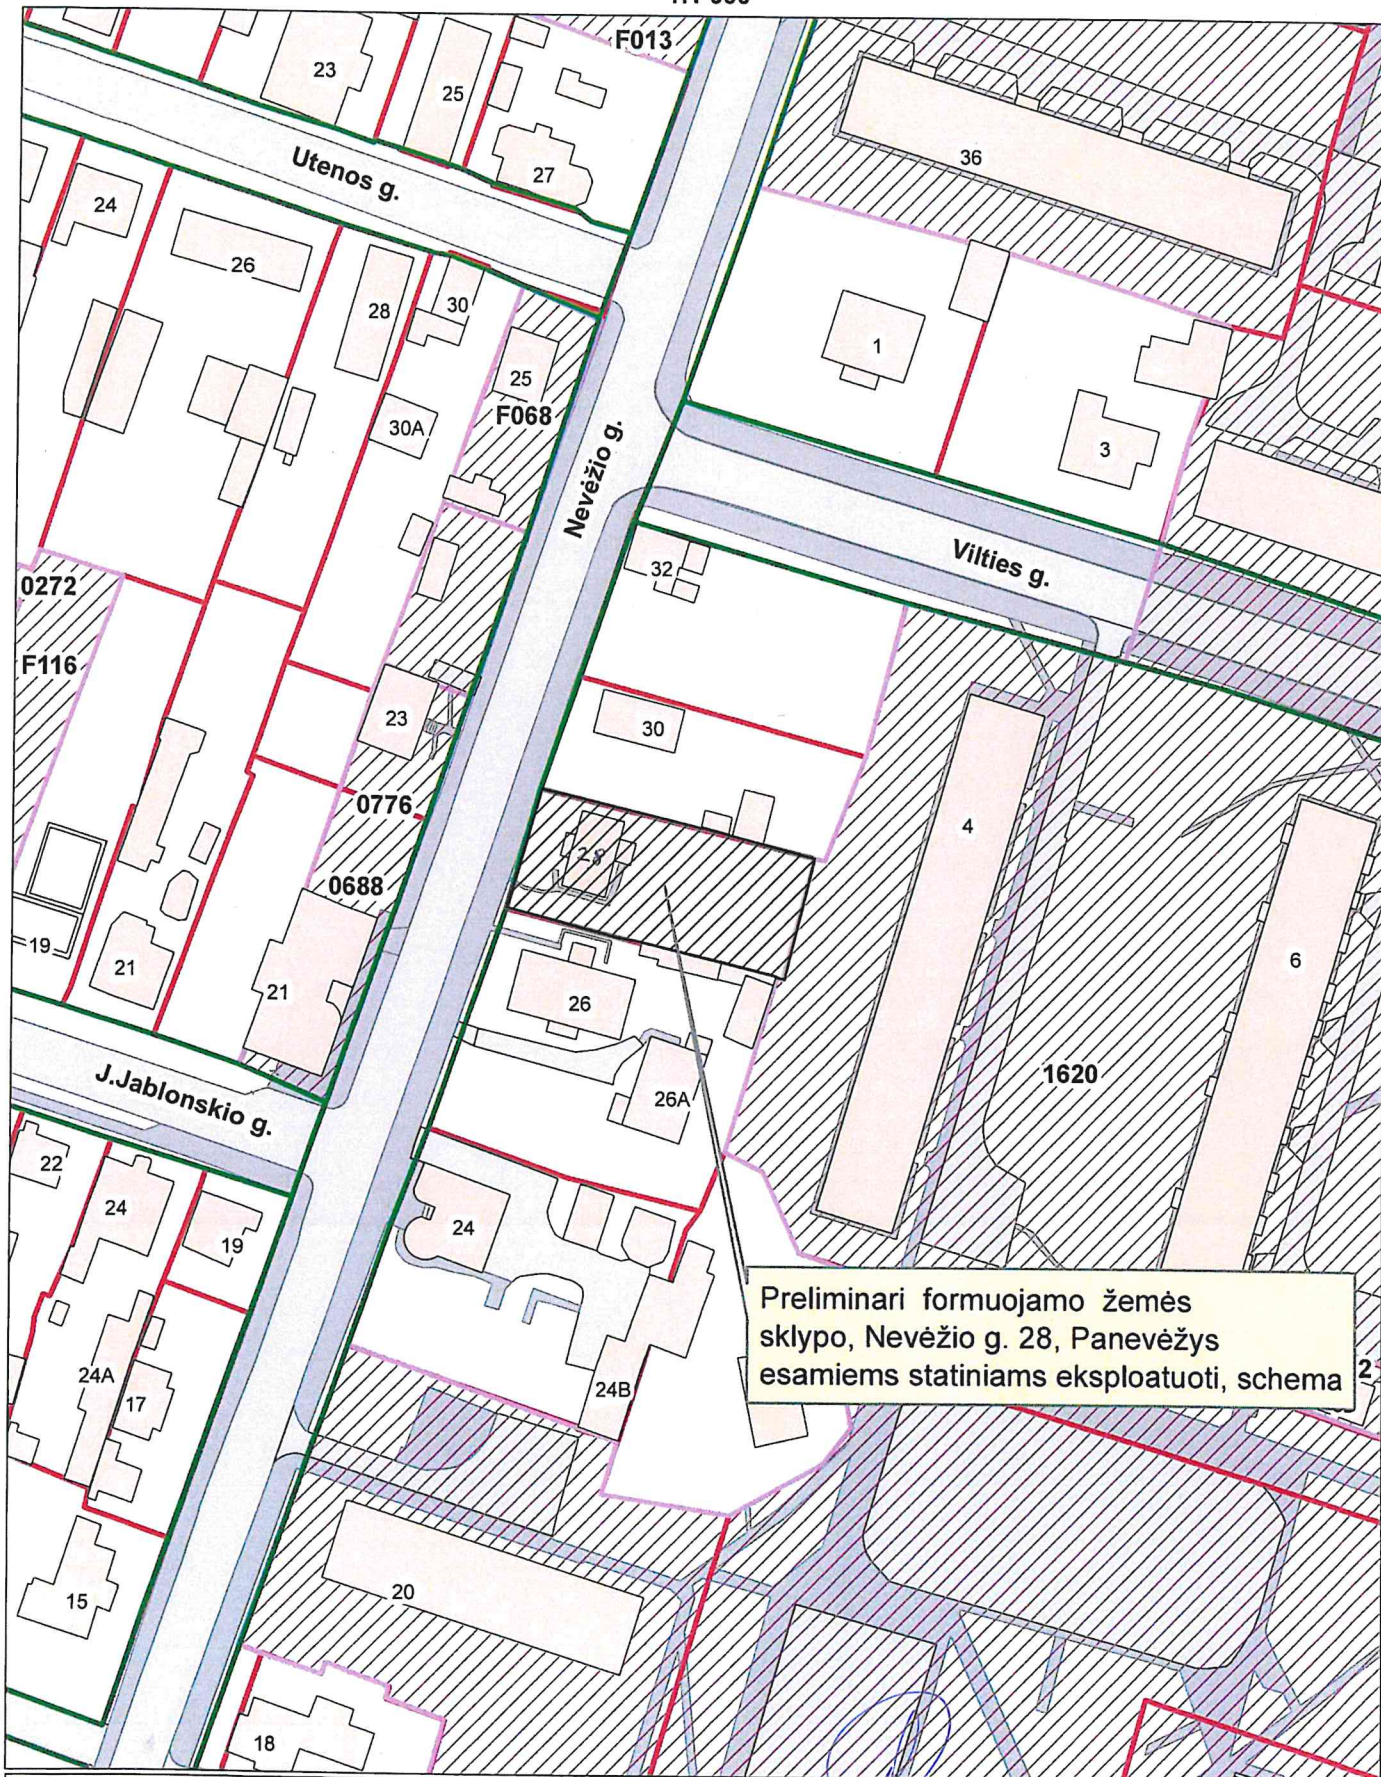 F013
23
25
27
36
Utenos g.
24
26
28
30
25
F068
30A
1
3
Nevėžio g.
Vilties g.
32
0272
F116
23
30
0776
4
28
0688
19
21
21
26
6
1620
26A
J.Jablonskio g.
22
24
19
24
Preliminari formuojamo žemės
sklypo, Nevėžio g. 28, Panevėžys
esamiems statiniams eksploatuoti, schema
2
24A
17
24B
15
20
18